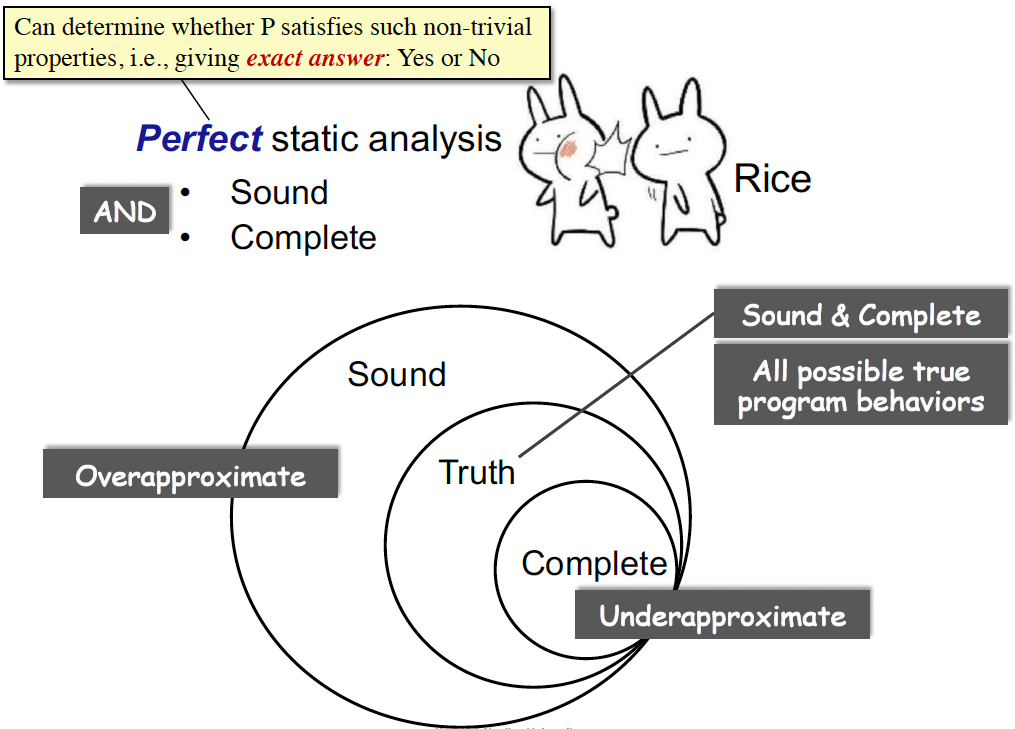 Can determine whether P satisfies such non-trivial
properties, i.e., giving exact answer: Yes or No
Perfect static analysis
AND
• Sound
• Complete
Rice
Sound & Complete
All possible true
program behaviors
Sound
Overapproximate
Truth
Complete
Underapproximate